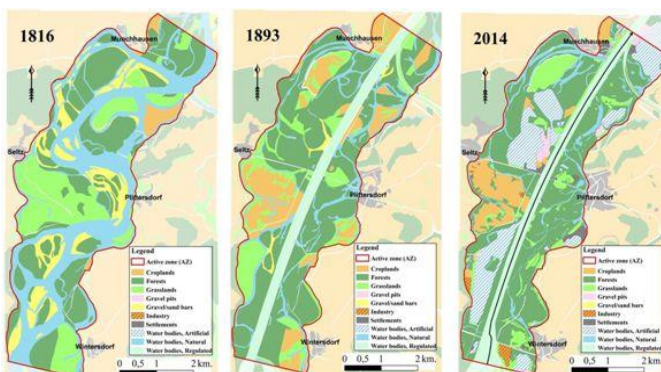 1816
Munchhausen
Seltz
Plittersdorf
Wintersdorf
Legend
Active zone (AZ)
Croplands
Forests
Grasslands
Gravel pits
Gravel/sand bars
Industry
Settlements
Water bodies, Artificial
Water bodies, Natural
Water bodies, Regulated
0 0,5 1 2 km.
1893
Munchhausen
Seltz
Plittersdorf
Wintersdorf
Legend
Active zone (AZ)
Croplands
Forests
Grasslands
Gravel pits
Gravel/sand bars
Industry
Settlements
Water bodies, Artificial
Water bodies, Natural
Water bodies, Regulated
0 0,5 1 2 km.
2014
Munchhausen
Seltz
Plittersdorf
Wintersdorf
Legend
Active zone (AZ)
Croplands
Forests
Grasslands
Gravel pits
Gravel/sand bars
Industry
Settlements
Water bodies, Artificial
Water bodies, Natural
Water bodies, Regulated
0 0,5 1 2 km.